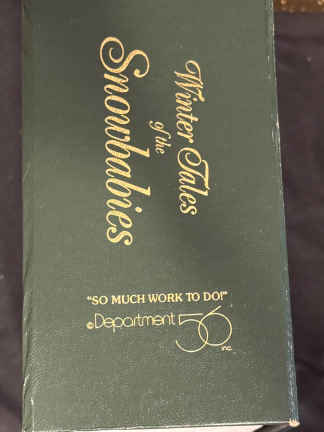 Winter Tales
of the
Snowbabies
"SO MUCH WORK TO DO!"
©Department 56
inc.